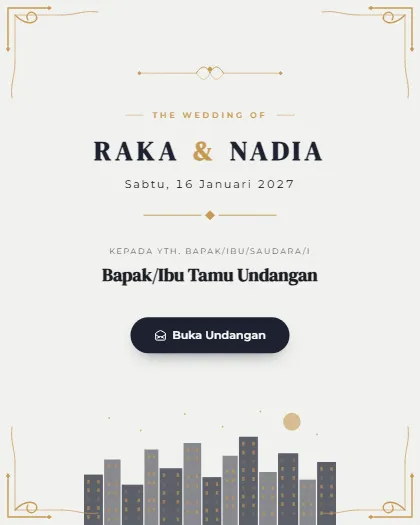 THE WEDDING OF
RAKA & NADIA
Sabtu, 16 Januari 2027
KEPADA YTH. BAPAK/IBU/SAUDARA/I
Bapak/Ibu Tamu Undangan
Buka Undangan